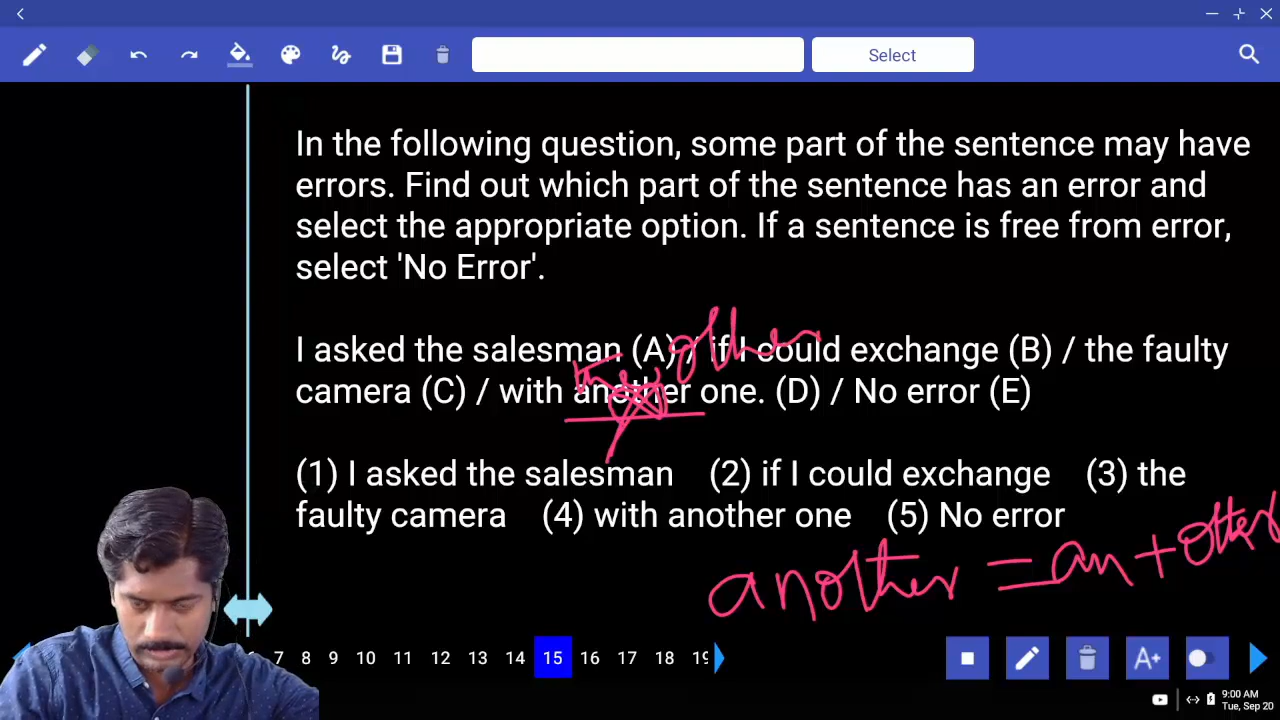 Select
In the following question, some part of the sentence may have
errors. Find out which part of the sentence has an error and
select the appropriate option. If a sentence is free from error,
select 'No Error'.
the other
I asked the salesman (A) / if I could exchange (B) / the faulty
camera (C) / with another one. (D) / No error (E)
(1) I asked the salesman (2) if I could exchange (3) the
faulty camera (4) with another one (5) No error
another = an + other
7 8 9 10 11 12 13 14 15 16 17 18
A+
9:00 AM
Tue, Sep 20